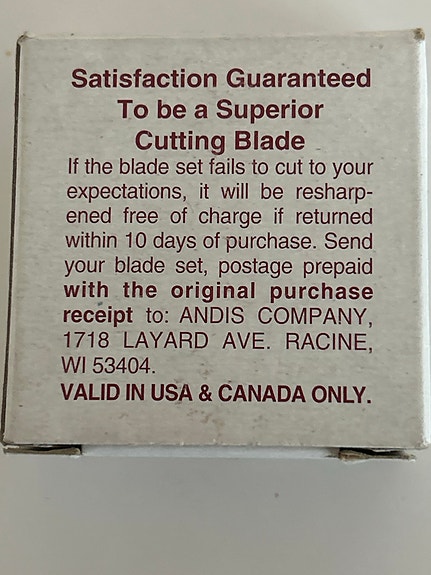 Satisfaction Guaranteed
To be a Superior
Cutting Blade
If the blade set fails to cut to your
expectations, it will be resharp-
ened free of charge if returned
within 10 days of purchase. Send
your blade set, postage prepaid
with the original purchase
receipt to: ANDIS COMPANY,
1718 LAYARD AVE. RACINE,
WI 53404.
VALID IN USA & CANADA ONLY.